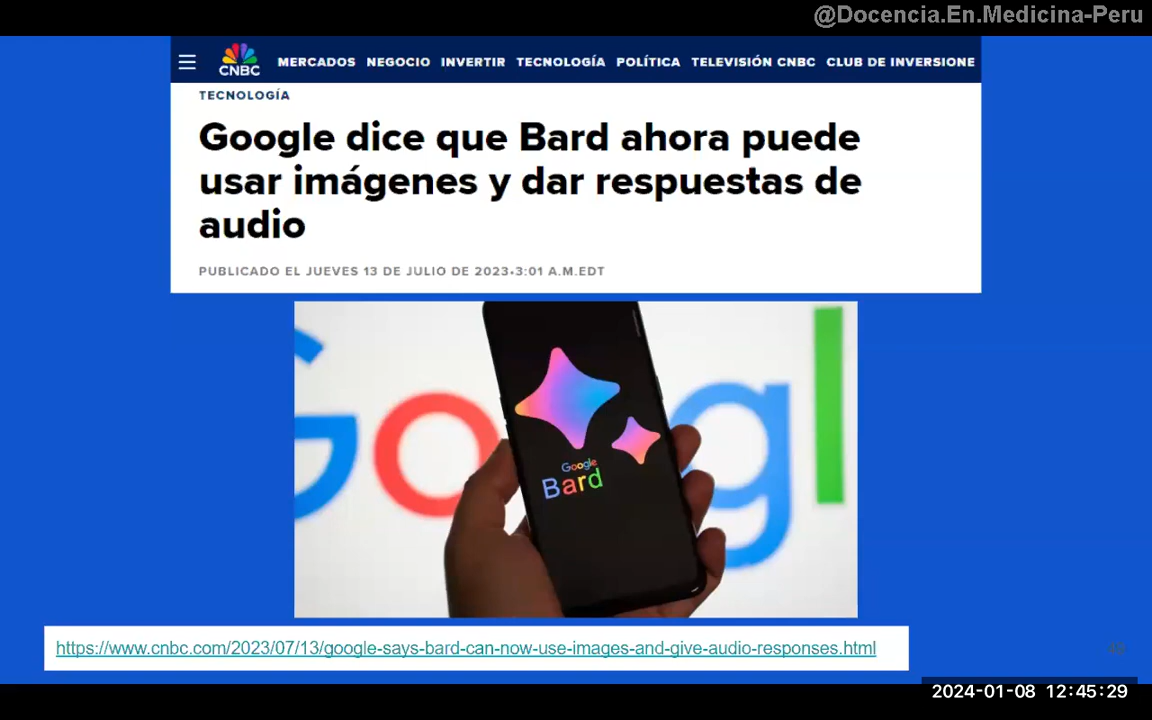 @Docencia.En.Medicina-Peru
CNBC MERCADOS NEGOCIO INVERTIR TECNOLOGÍA POLÍTICA TELEVISIÓN CNBC CLUB DE INVERSIONE
TECNOLOGÍA
Google dice que Bard ahora puede
usar imágenes y dar respuestas de
audio
PUBLICADO EL JUEVES 13 DE JULIO DE 2023•3:01 A.M.EDT
Googl
Google
Bard
https://www.cnbc.com/2023/07/13/google-says-bard-can-now-use-images-and-give-audio-responses.html
2024-01-08 12:45:29